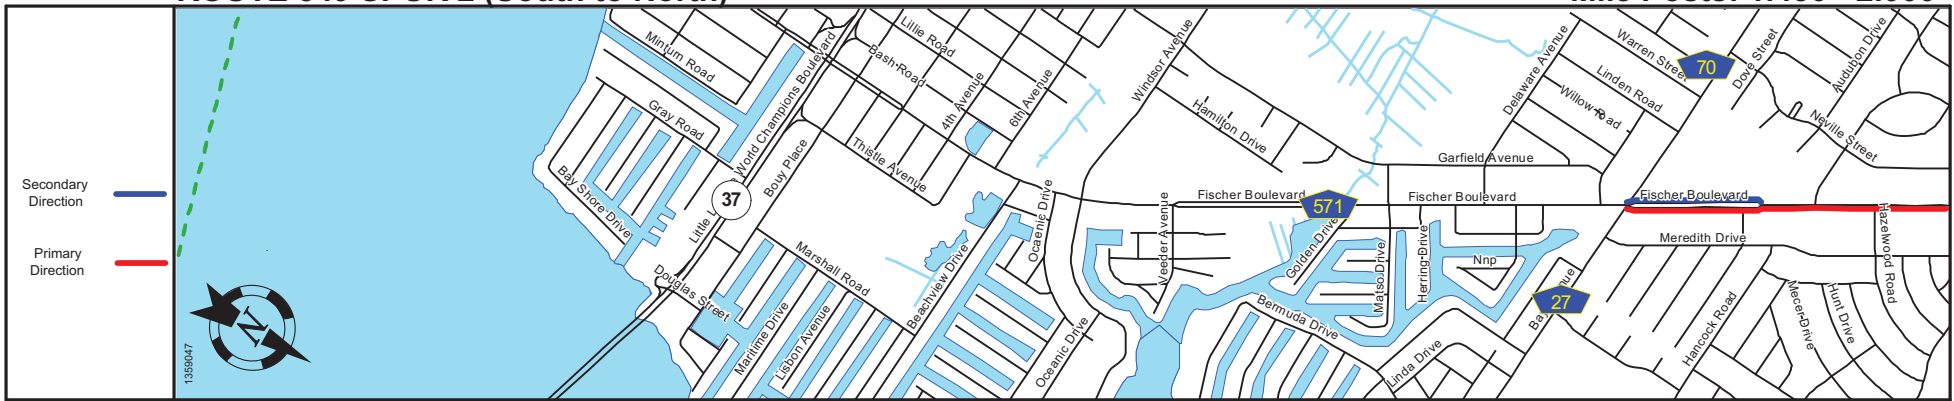 Secondary
Direction
Primary
Direction
1359047
N
Minturn Road
Gray Road
Bay Shore Drive
World Champions Boulevard
37
Bouy Place
Douglas Street
Lillie Road
Bash Road
4th Avenue
6th Avenue
Thistle Avenue
Marshall Road
Maritime Drive
Lisbon Avenue
Beachview Drive
Ocaenic Drive
Oceanic Drive
Windsor Avenue
Hamilton Drive
Veeder Avenue
Fischer Boulevard
571
Golden Drive
Bermuda Drive
Matso Drive
Herring Drive
Linda Drive
Nnp
Garfield Avenue
Fischer Boulevard
Delaware Avenue
Warren Street
70
Linden Road
Willow Road
Dove Street
Audubon Drive
Neville Street
Fischer Boulevard
Meredith Drive
27
Hancock Road
Mecer Drive
Hunt Drive
Hazelwood Road